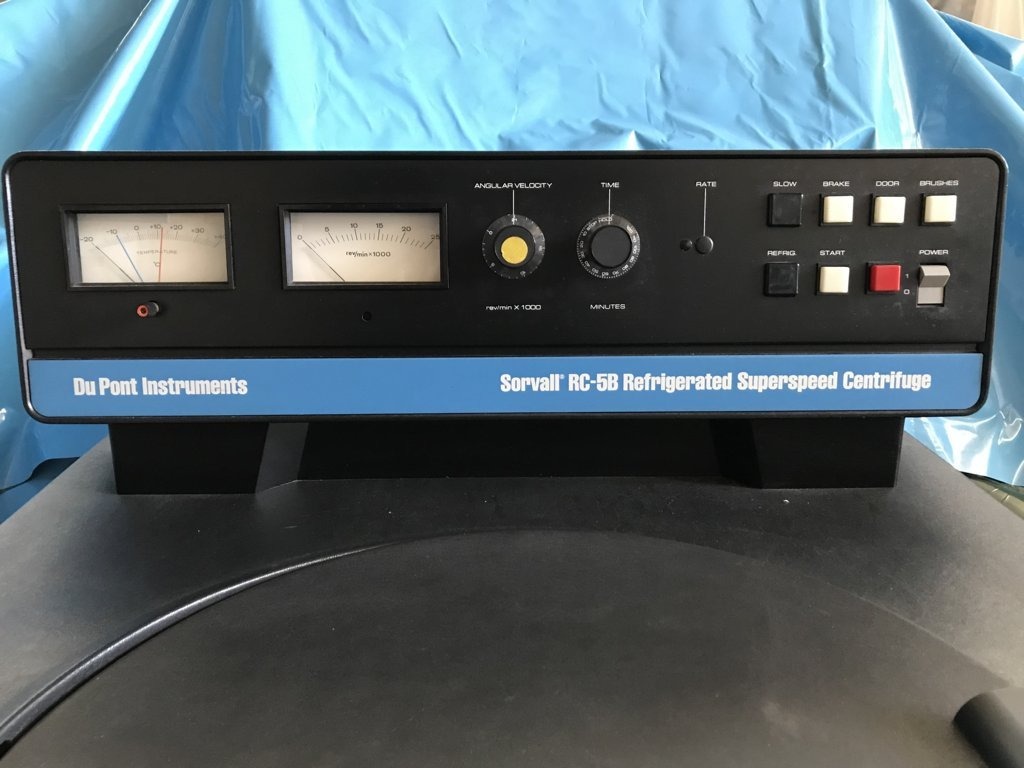 ANGULAR VELOCITY
TIME
RATE
SLOW
BRAKE
DOOR
BRUSHES
-20 -10 0 +10 +20 +30 +40
TEMPERATURE
°C
0 5 10 15 20 25
rev/min x 1000
HOLD
REFRIG.
START
POWER
1
0
rev/min X 1000
MINUTES
Du Pont Instruments
Sorvall® RC-5B Refrigerated Superspeed Centrifuge